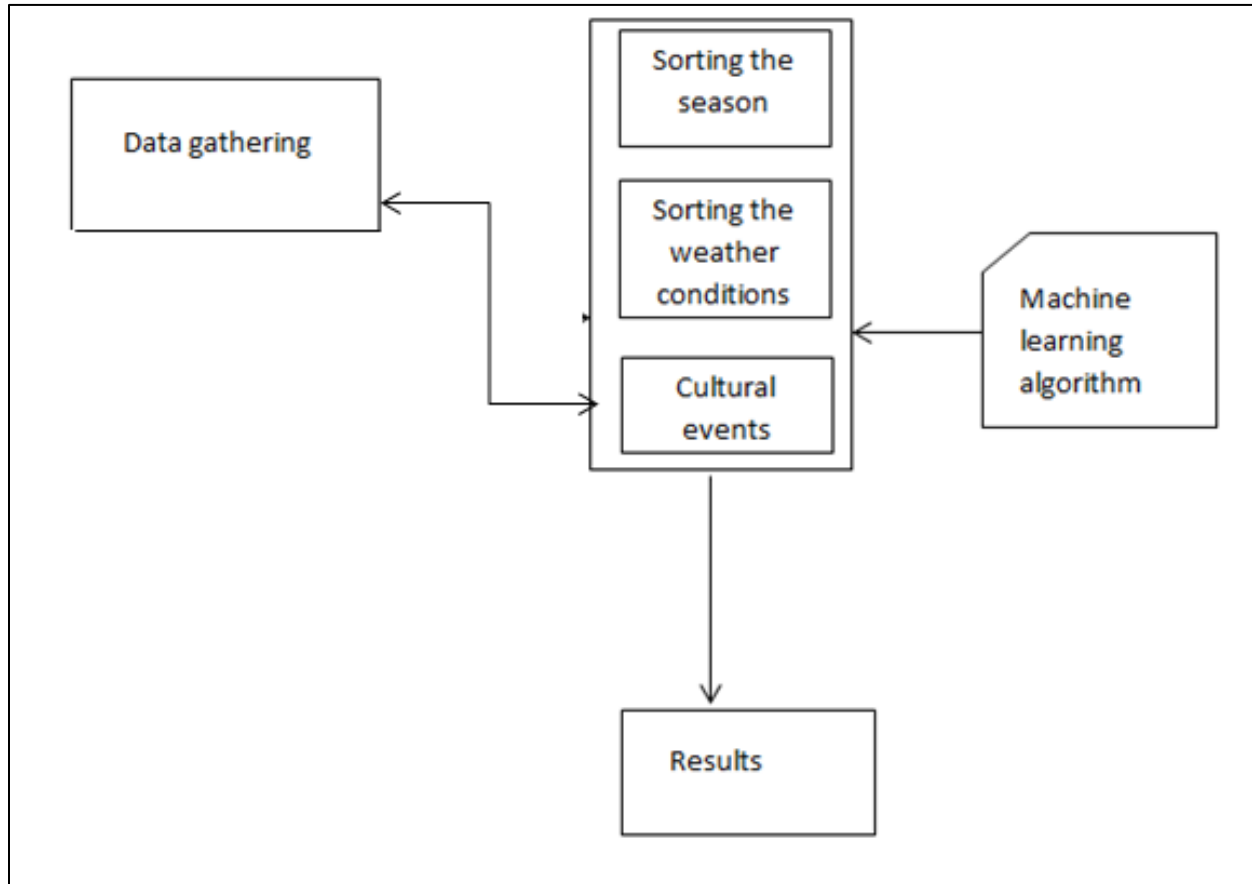 Sorting the
season
Data gathering
Sorting the
weather
conditions
Machine
learning
algorithm
Cultural
events
Results